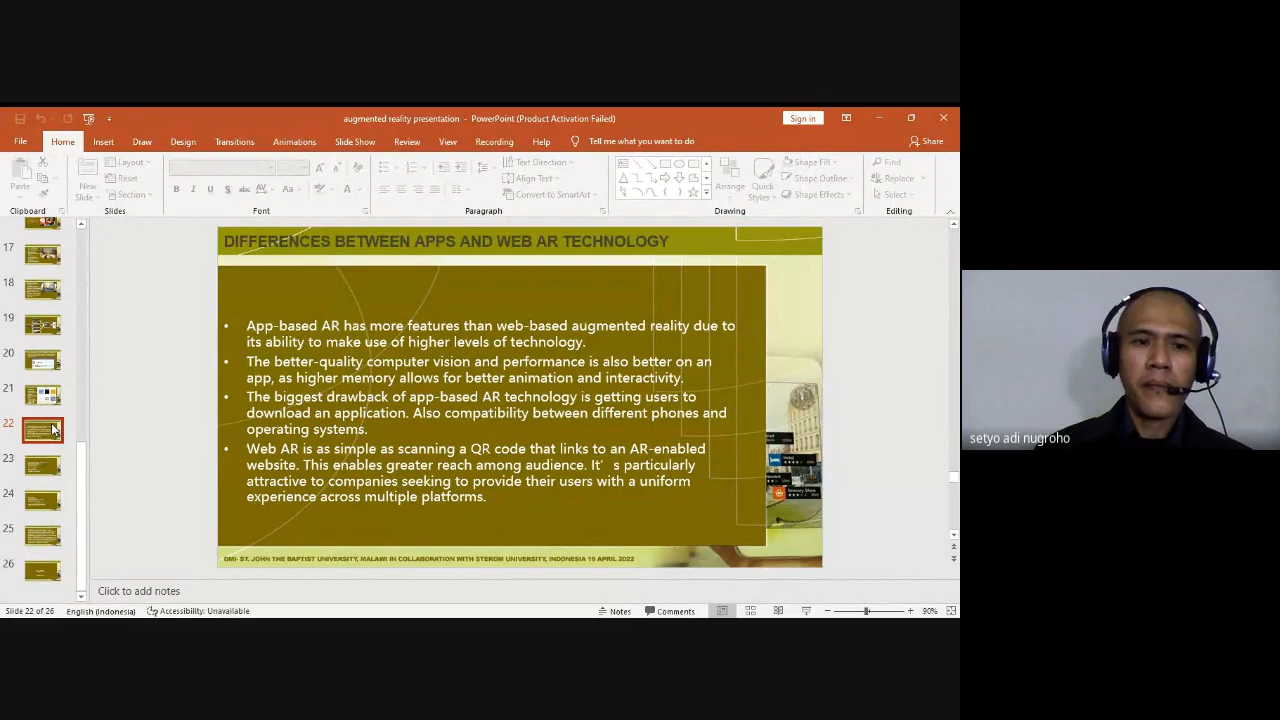 augmented reality presentation - PowerPoint (Product Activation Failed)
Sign in
File Home Insert Draw Design Transitions Animations Slide Show Review View Recording Help Tell me what you want to do Share
Paste
New
Slide
Layout
Reset
Section
B I U S abc AV Aa A
Text Direction
Align Text
Convert to SmartArt
Arrange
Quick
Styles
Shape Fill
Shape Outline
Shape Effects
Find
Replace
Select
Clipboard Slides Font Paragraph Drawing Editing
17
18
19
20
21
22
23
24
25
26
DIFFERENCES BETWEEN APPS AND WEB AR TECHNOLOGY
• App-based AR has more features than web-based augmented reality due to
its ability to make use of higher levels of technology.
• The better-quality computer vision and performance is also better on an
app, as higher memory allows for better animation and interactivity.
• The biggest drawback of app-based AR technology is getting users to
download an application. Also compatibility between different phones and
operating systems.
• Web AR is as simple as scanning a QR code that links to an AR-enabled
website. This enables greater reach among audience. It’ s particularly
attractive to companies seeking to provide their users with a uniform
experience across multiple platforms.
Hotel
Grocery Store
DMI- ST. JOHN THE BAPTIST UNIVERSITY, MALAWI IN COLLABORATION WITH STEKOM UNIVERSITY, INDONESIA 19 APRIL 2022
Click to add notes
Slide 22 of 26 English (Indonesia) Accessibility: Unavailable Notes Comments 90%
setyo adi nugroho